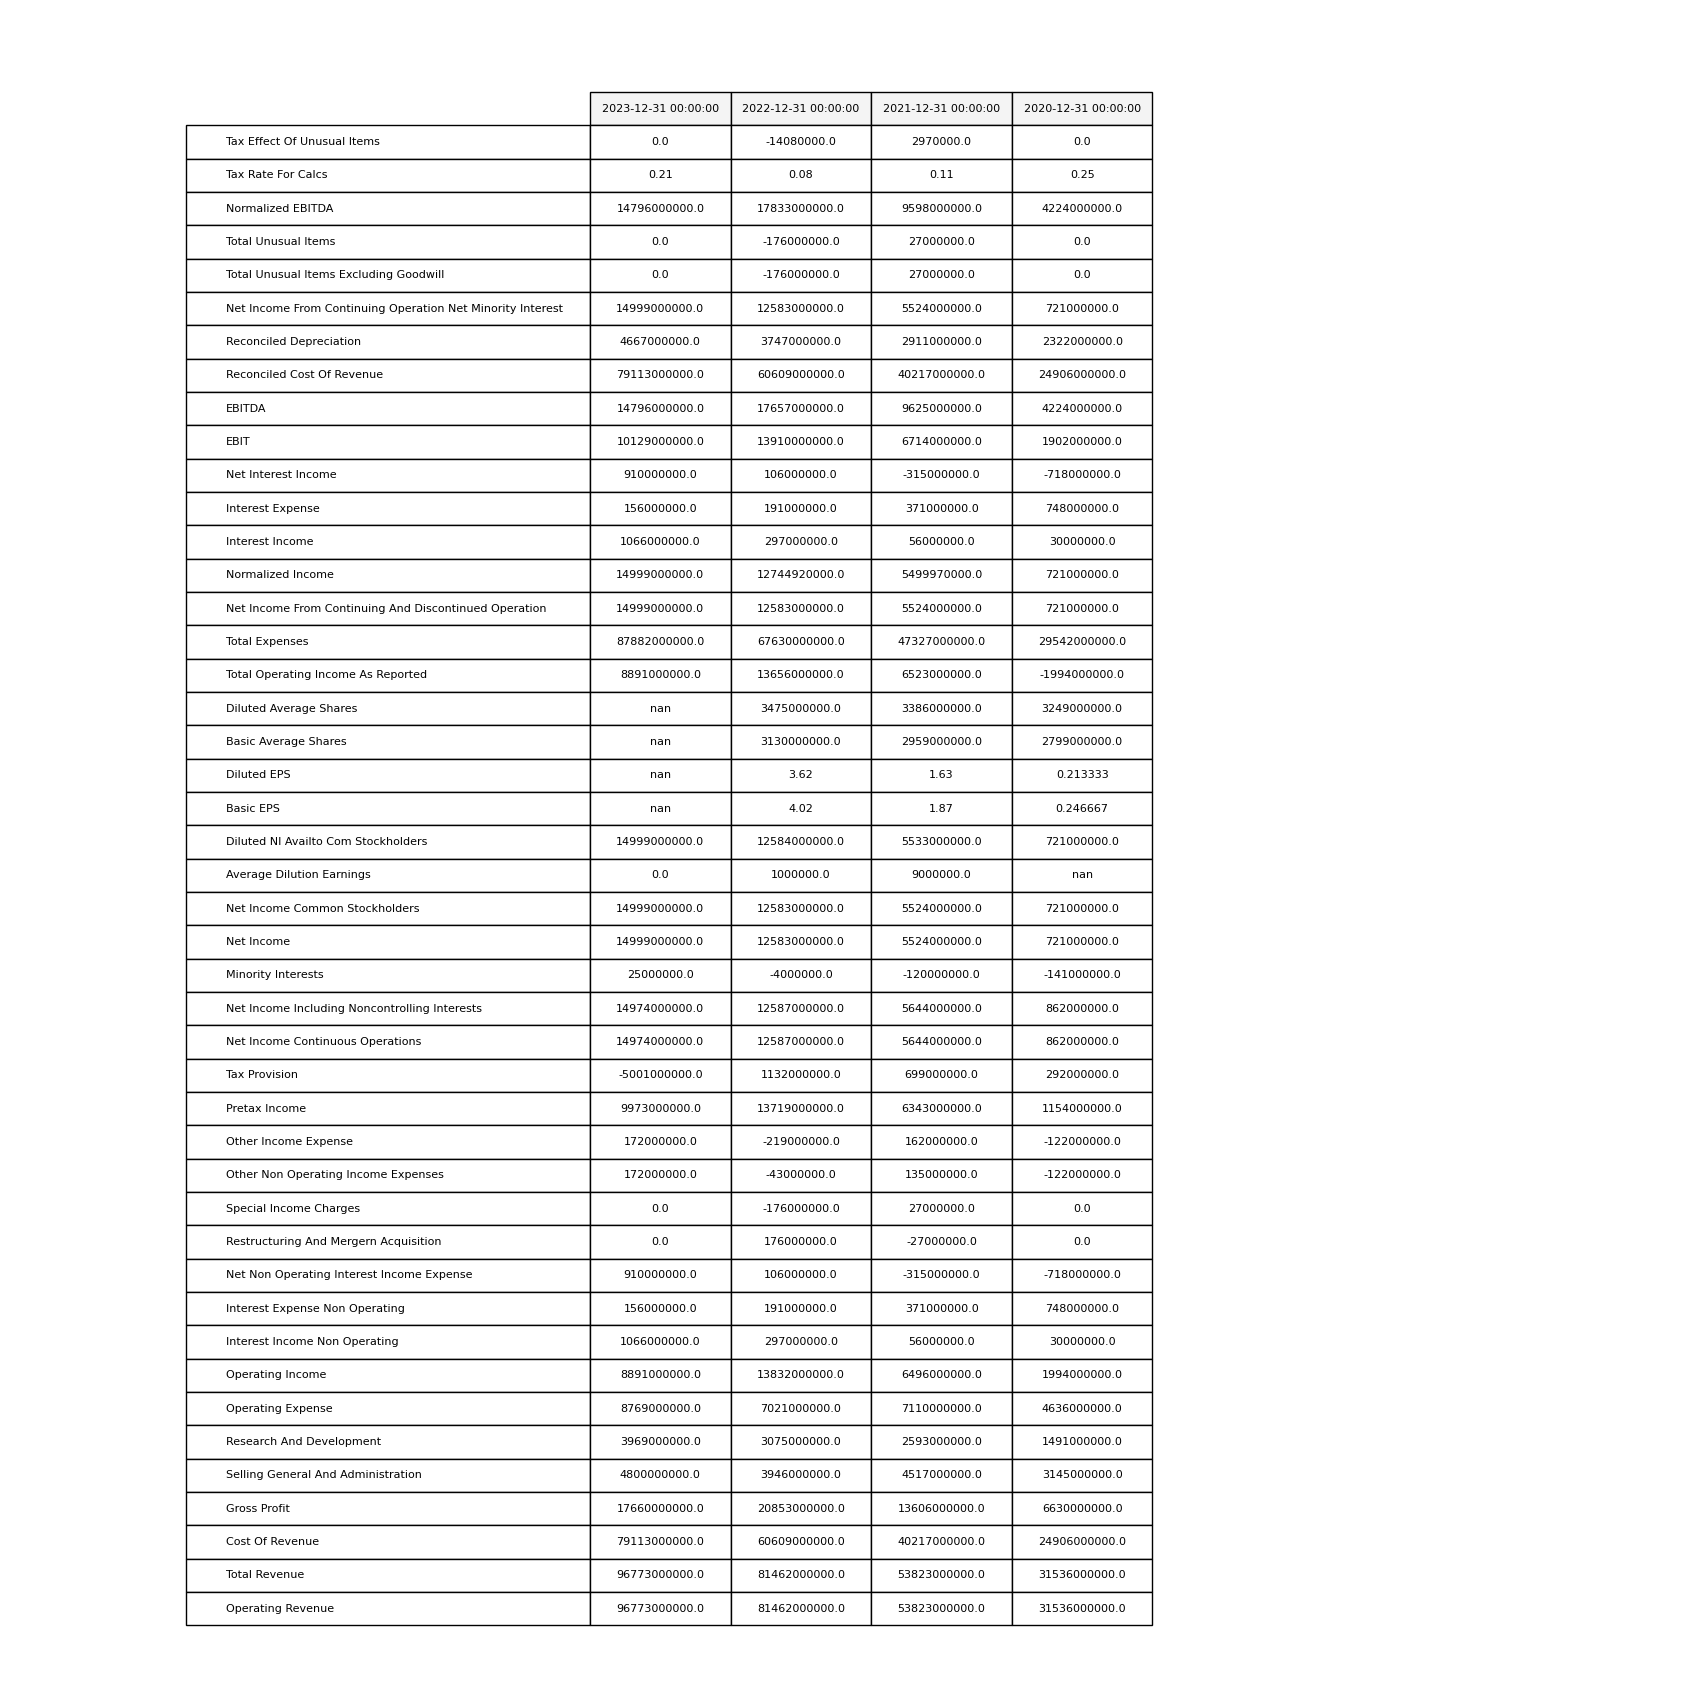 2023-12-31 00:00:00 2022-12-31 00:00:00 2021-12-31 00:00:00 2020-12-31 00:00:00
Tax Effect Of Unusual Items 0.0 -14080000.0 2970000.0 0.0
Tax Rate For Calcs 0.21 0.08 0.11 0.25
Normalized EBITDA 14796000000.0 17833000000.0 9598000000.0 4224000000.0
Total Unusual Items 0.0 -176000000.0 27000000.0 0.0
Total Unusual Items Excluding Goodwill 0.0 -176000000.0 27000000.0 0.0
Net Income From Continuing Operation Net Minority Interest 14999000000.0 12583000000.0 5524000000.0 721000000.0
Reconciled Depreciation 4667000000.0 3747000000.0 2911000000.0 2322000000.0
Reconciled Cost Of Revenue 79113000000.0 60609000000.0 40217000000.0 24906000000.0
EBITDA 14796000000.0 17657000000.0 9625000000.0 4224000000.0
EBIT 10129000000.0 13910000000.0 6714000000.0 1902000000.0
Net Interest Income 910000000.0 106000000.0 -315000000.0 -718000000.0
Interest Expense 156000000.0 191000000.0 371000000.0 748000000.0
Interest Income 1066000000.0 297000000.0 56000000.0 30000000.0
Normalized Income 14999000000.0 12744920000.0 5499970000.0 721000000.0
Net Income From Continuing And Discontinued Operation 14999000000.0 12583000000.0 5524000000.0 721000000.0
Total Expenses 87882000000.0 67630000000.0 47327000000.0 29542000000.0
Total Operating Income As Reported 8891000000.0 13656000000.0 6523000000.0 -1994000000.0
Diluted Average Shares nan 3475000000.0 3386000000.0 3249000000.0
Basic Average Shares nan 3130000000.0 2959000000.0 2799000000.0
Diluted EPS nan 3.62 1.63 0.213333
Basic EPS nan 4.02 1.87 0.246667
Diluted NI Availto Com Stockholders 14999000000.0 12584000000.0 5533000000.0 721000000.0
Average Dilution Earnings 0.0 1000000.0 9000000.0 nan
Net Income Common Stockholders 14999000000.0 12583000000.0 5524000000.0 721000000.0
Net Income 14999000000.0 12583000000.0 5524000000.0 721000000.0
Minority Interests 25000000.0 -4000000.0 -120000000.0 -141000000.0
Net Income Including Noncontrolling Interests 14974000000.0 12587000000.0 5644000000.0 862000000.0
Net Income Continuous Operations 14974000000.0 12587000000.0 5644000000.0 862000000.0
Tax Provision -5001000000.0 1132000000.0 699000000.0 292000000.0
Pretax Income 9973000000.0 13719000000.0 6343000000.0 1154000000.0
Other Income Expense 172000000.0 -219000000.0 162000000.0 -122000000.0
Other Non Operating Income Expenses 172000000.0 -43000000.0 135000000.0 -122000000.0
Special Income Charges 0.0 -176000000.0 27000000.0 0.0
Restructuring And Mergern Acquisition 0.0 176000000.0 -27000000.0 0.0
Net Non Operating Interest Income Expense 910000000.0 106000000.0 -315000000.0 -718000000.0
Interest Expense Non Operating 156000000.0 191000000.0 371000000.0 748000000.0
Interest Income Non Operating 1066000000.0 297000000.0 56000000.0 30000000.0
Operating Income 8891000000.0 13832000000.0 6496000000.0 1994000000.0
Operating Expense 8769000000.0 7021000000.0 7110000000.0 4636000000.0
Research And Development 3969000000.0 3075000000.0 2593000000.0 1491000000.0
Selling General And Administration 4800000000.0 3946000000.0 4517000000.0 3145000000.0
Gross Profit 17660000000.0 20853000000.0 13606000000.0 6630000000.0
Cost Of Revenue 79113000000.0 60609000000.0 40217000000.0 24906000000.0
Total Revenue 96773000000.0 81462000000.0 53823000000.0 31536000000.0
Operating Revenue 96773000000.0 81462000000.0 53823000000.0 31536000000.0